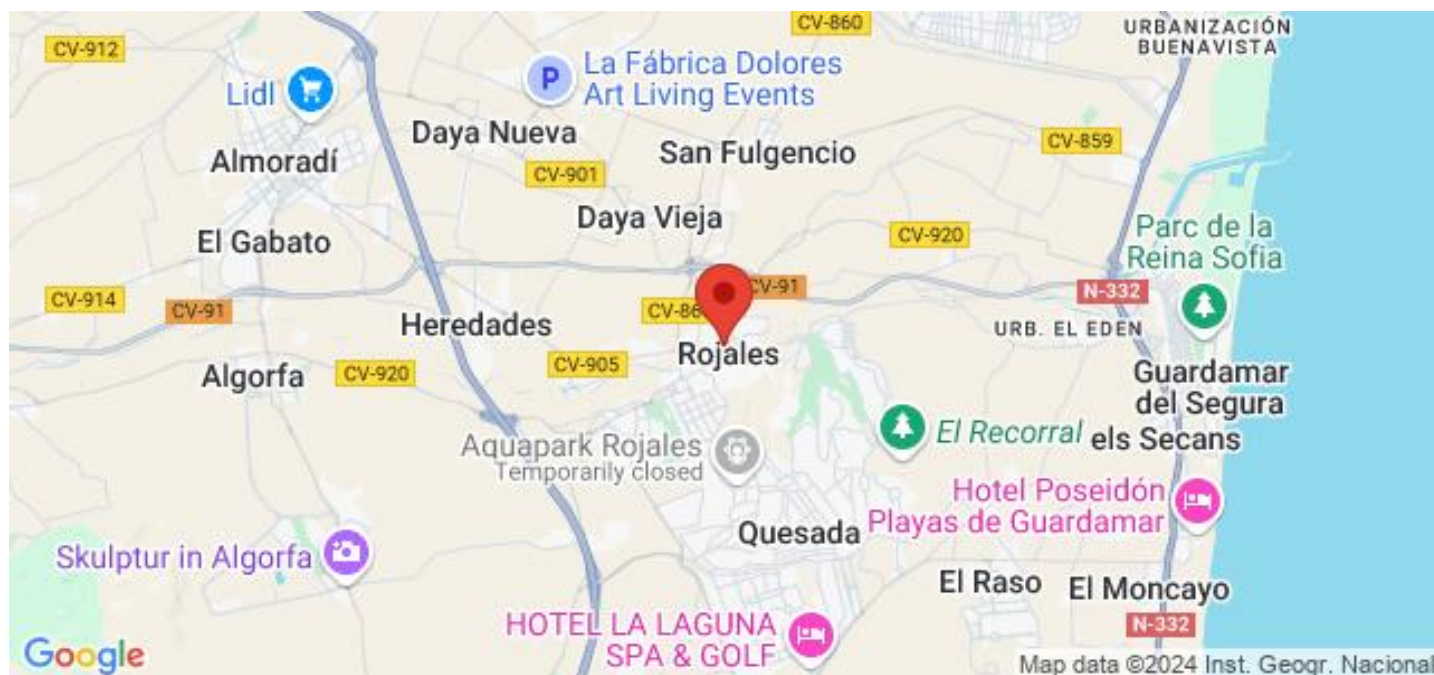 CV-860
URBANIZACIÓN
BUENAVISTA
CV-912
La Fábrica Dolores
Art Living Events
P
Lidl
Daya Nueva
CV-859
San Fulgencio
Almoradí
CV-901
Daya Vieja
Parc de la
Reina Sofia
El Gabato
CV-920
CV-91
N-332
CV-914
CV-91
CV-86
Heredades
URB. EL EDEN
Rojales
CV-905
Algorfa
CV-920
Guardamar
del Segura
El Recorral
els Secans
Aquapark Rojales
Temporarily closed
Hotel Poseidón
Playas de Guardamar
Quesada
Skulptur in Algorfa
El Raso
El Moncayo
HOTEL LA LAGUNA
SPA & GOLF
N-332
Google
Map data ©2024 Inst. Geogr. Nacional